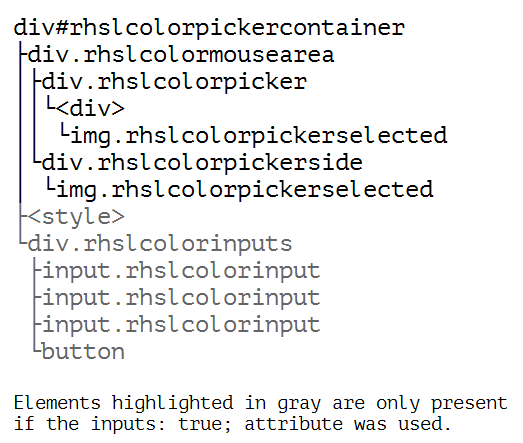 div#rhslcolorpickercontainer
├div.rhslcolormousearea
│├div.rhslcolorpicker
││└<div>
││ └img.rhslcolorpickerselected
│└div.rhslcolorpickerside
│ └img.rhslcolorpickerselected
├<style>
└div.rhslcolorinputs
 ├input.rhslcolorinput
 ├input.rhslcolorinput
 ├input.rhslcolorinput
 └button
Elements highlighted in gray are only present
if the inputs: true; attribute was used.